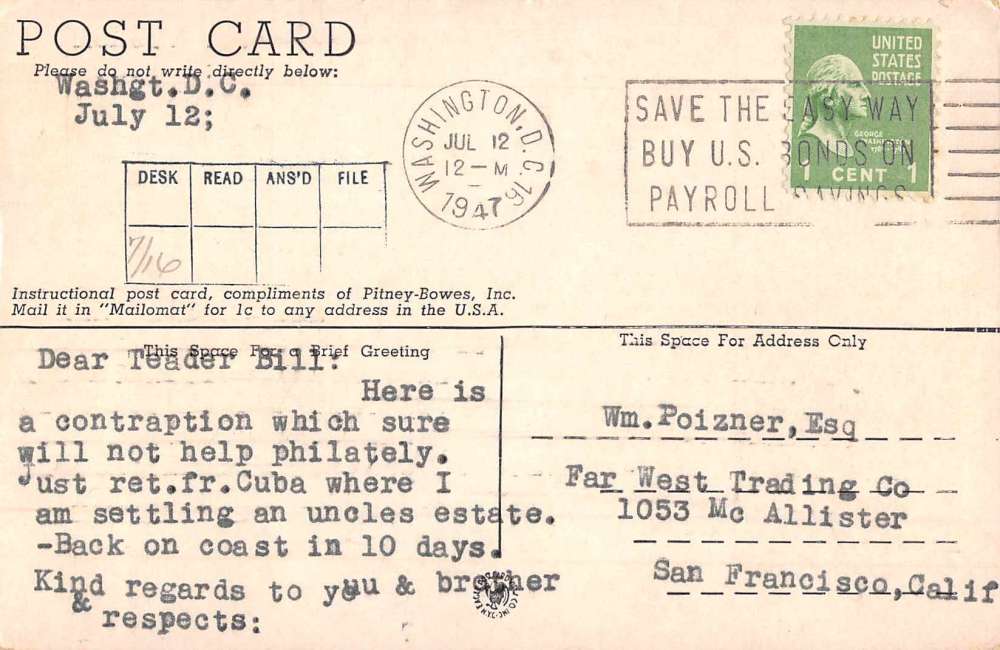 POST CARD
Please do not write directly below:
Washgt.D.C.
July 12;
WASHINGTON, D.C. 16
JUL 12
12 — M
1947
SAVE THE EASY WAY
BUY U.S. BONDS ON
PAYROLL SAVINGS
UNITED
STATES
POSTAGE
GEORGE
1 CENT 1
DESK READ ANS'D FILE
7/16
Instructional post card, compliments of Pitney-Bowes, Inc.
Mail it in "Mailomat" for 1c to any address in the U.S.A.
This Space For a Brief Greeting
Dear Teader Bill:
Here is
a contraption which sure
will not help philately.
Just ret.fr.Cuba where I
am settling an uncles estate.
-Back on coast in 10 days.
Kind regards to you & brother
& respects:
This Space For Address Only
Wm.Poizner,Esq
Far West Trading Co
1053 Mc Allister
San Francisco,Calif